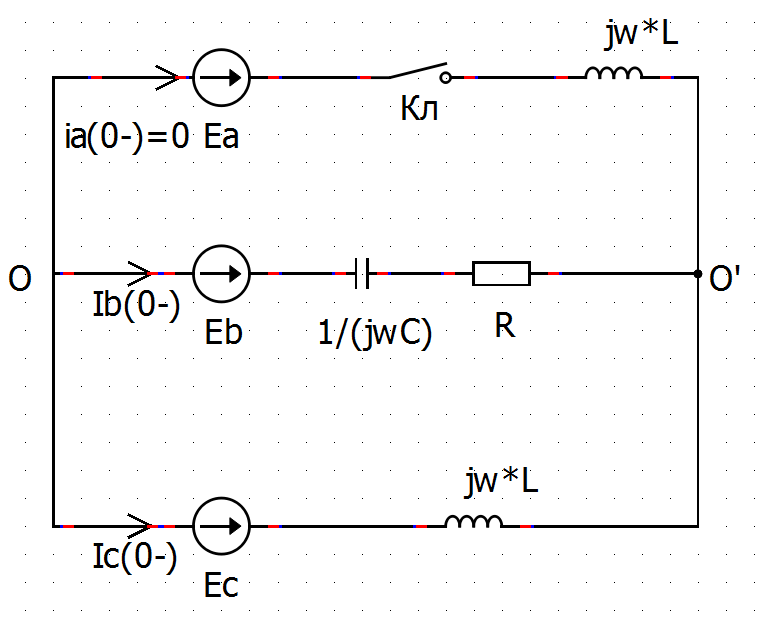 jw*L
Кл
ia(0-)=0 Ea
O
O'
Ib(0-)
Eb
1/(jwC)
R
jw*L
Ic(0-)
Ec